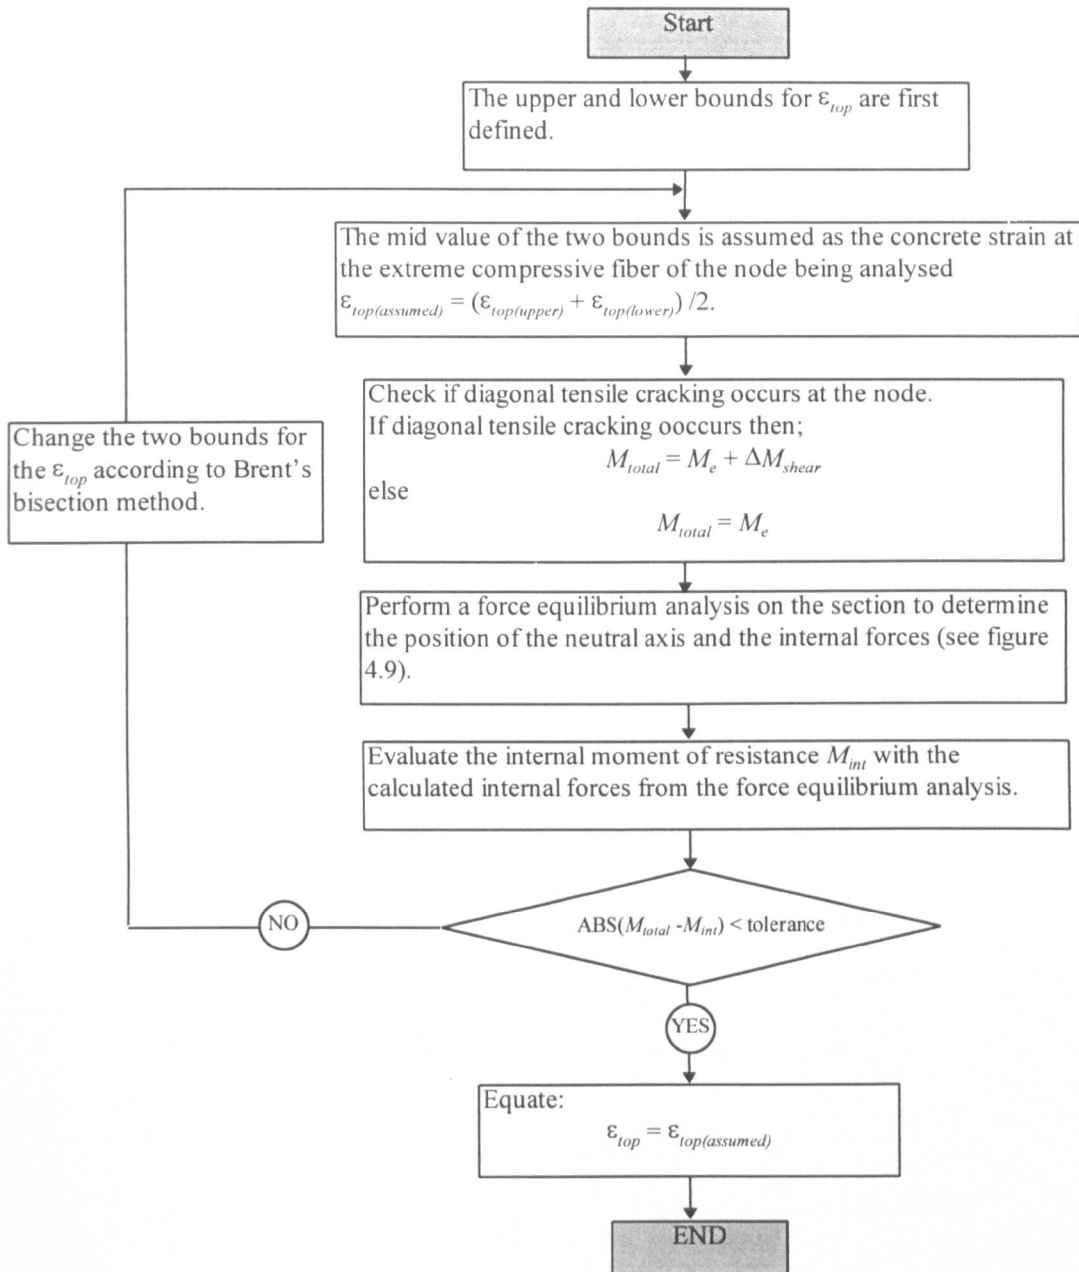 Start
The upper and lower bounds for ε_top are first
defined.
The mid value of the two bounds is assumed as the concrete strain at
the extreme compressive fiber of the node being analysed
ε_top(assumed) = (ε_top(upper) + ε_top(lower)) /2.
Check if diagonal tensile cracking occurs at the node.
If diagonal tensile cracking ooccurs then;
M_total = M_e + ΔM_shear
else
M_total = M_e
Change the two bounds for
the ε_top according to Brent's
bisection method.
Perform a force equilibrium analysis on the section to determine
the position of the neutral axis and the internal forces (see figure
4.9).
Evaluate the internal moment of resistance M_int with the
calculated internal forces from the force equilibrium analysis.
ABS(M_total -M_int) < tolerance
NO
YES
Equate:
ε_top = ε_top(assumed)
END